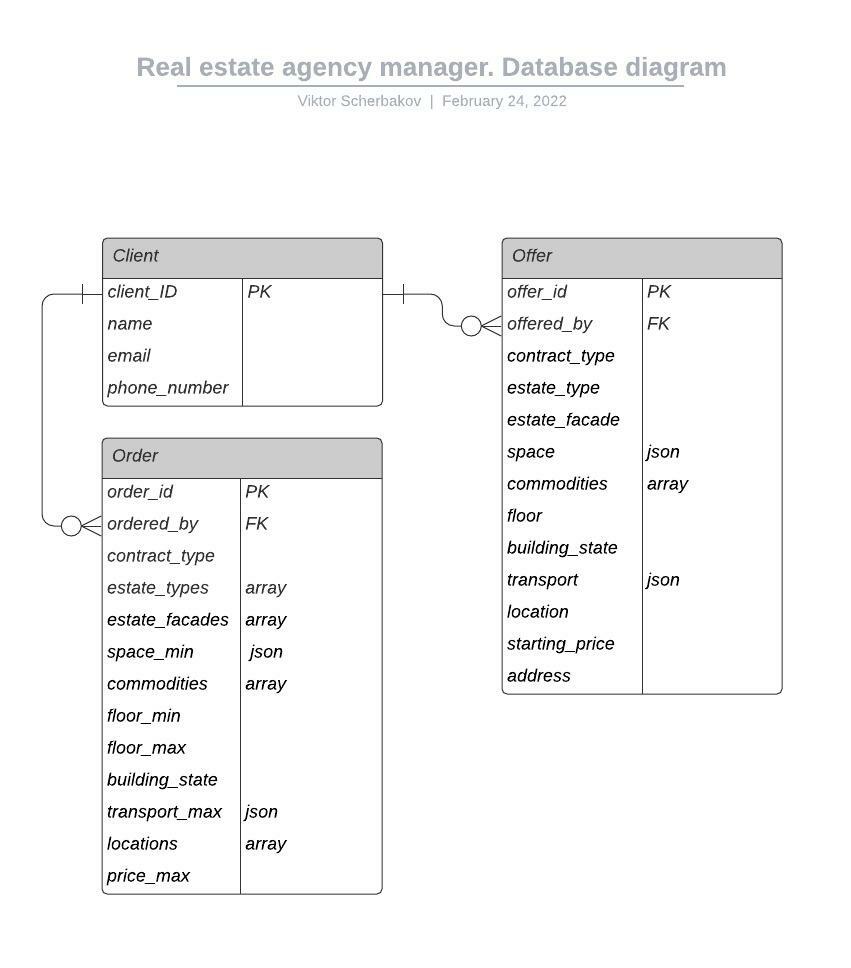 Real estate agency manager. Database diagram
Viktor Scherbakov | February 24, 2022
Client
client_ID PK
name
email
phone_number
Order
order_id PK
ordered_by FK
contract_type
estate_types array
estate_facades array
space_min json
commodities array
floor_min
floor_max
building_state
transport_max json
locations array
price_max
Offer
offer_id PK
offered_by FK
contract_type
estate_type
estate_facade
space json
commodities array
floor
building_state
transport json
location
starting_price
address